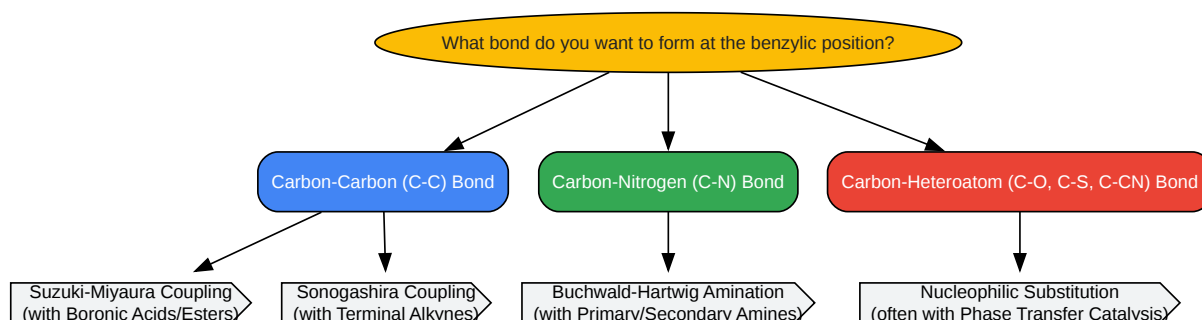 What bond do you want to form at the benzylic position?
Carbon-Carbon (C-C) Bond
Carbon-Nitrogen (C-N) Bond
Carbon-Heteroatom (C-O, C-S, C-CN) Bond
Suzuki-Miyaura Coupling
(with Boronic Acids/Esters)
Sonogashira Coupling
(with Terminal Alkynes)
Buchwald-Hartwig Amination
(with Primary/Secondary Amines)
Nucleophilic Substitution
(often with Phase Transfer Catalysis)